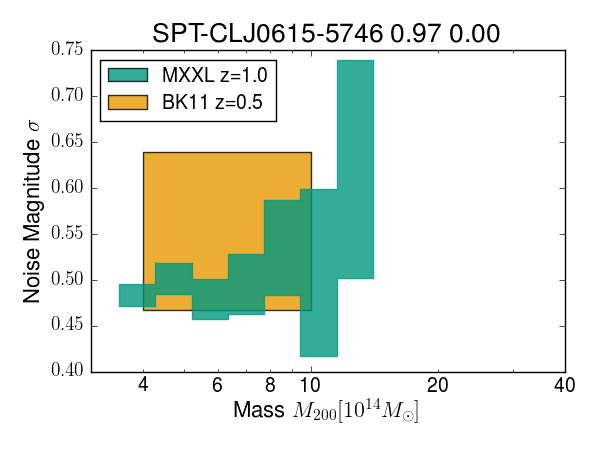 SPT-CLJ0615-5746 0.97 0.00
0.75
0.70
0.65
0.60
0.55
0.50
0.45
0.40
Noise Magnitude σ
MXXL z=1.0
BK11 z=0.5
4 6 8 10 20 40
Mass M₂₀₀[10¹⁴M☉]